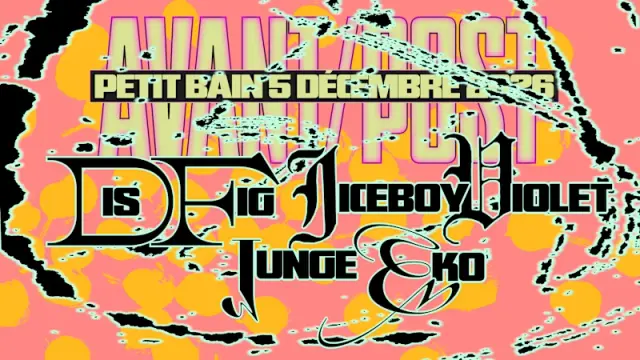 AVANT/POST
PETIT BAIN 5 DÉCEMBRE 2026
DIS FIG ICEBOY VIOLET
JUNGE EKO